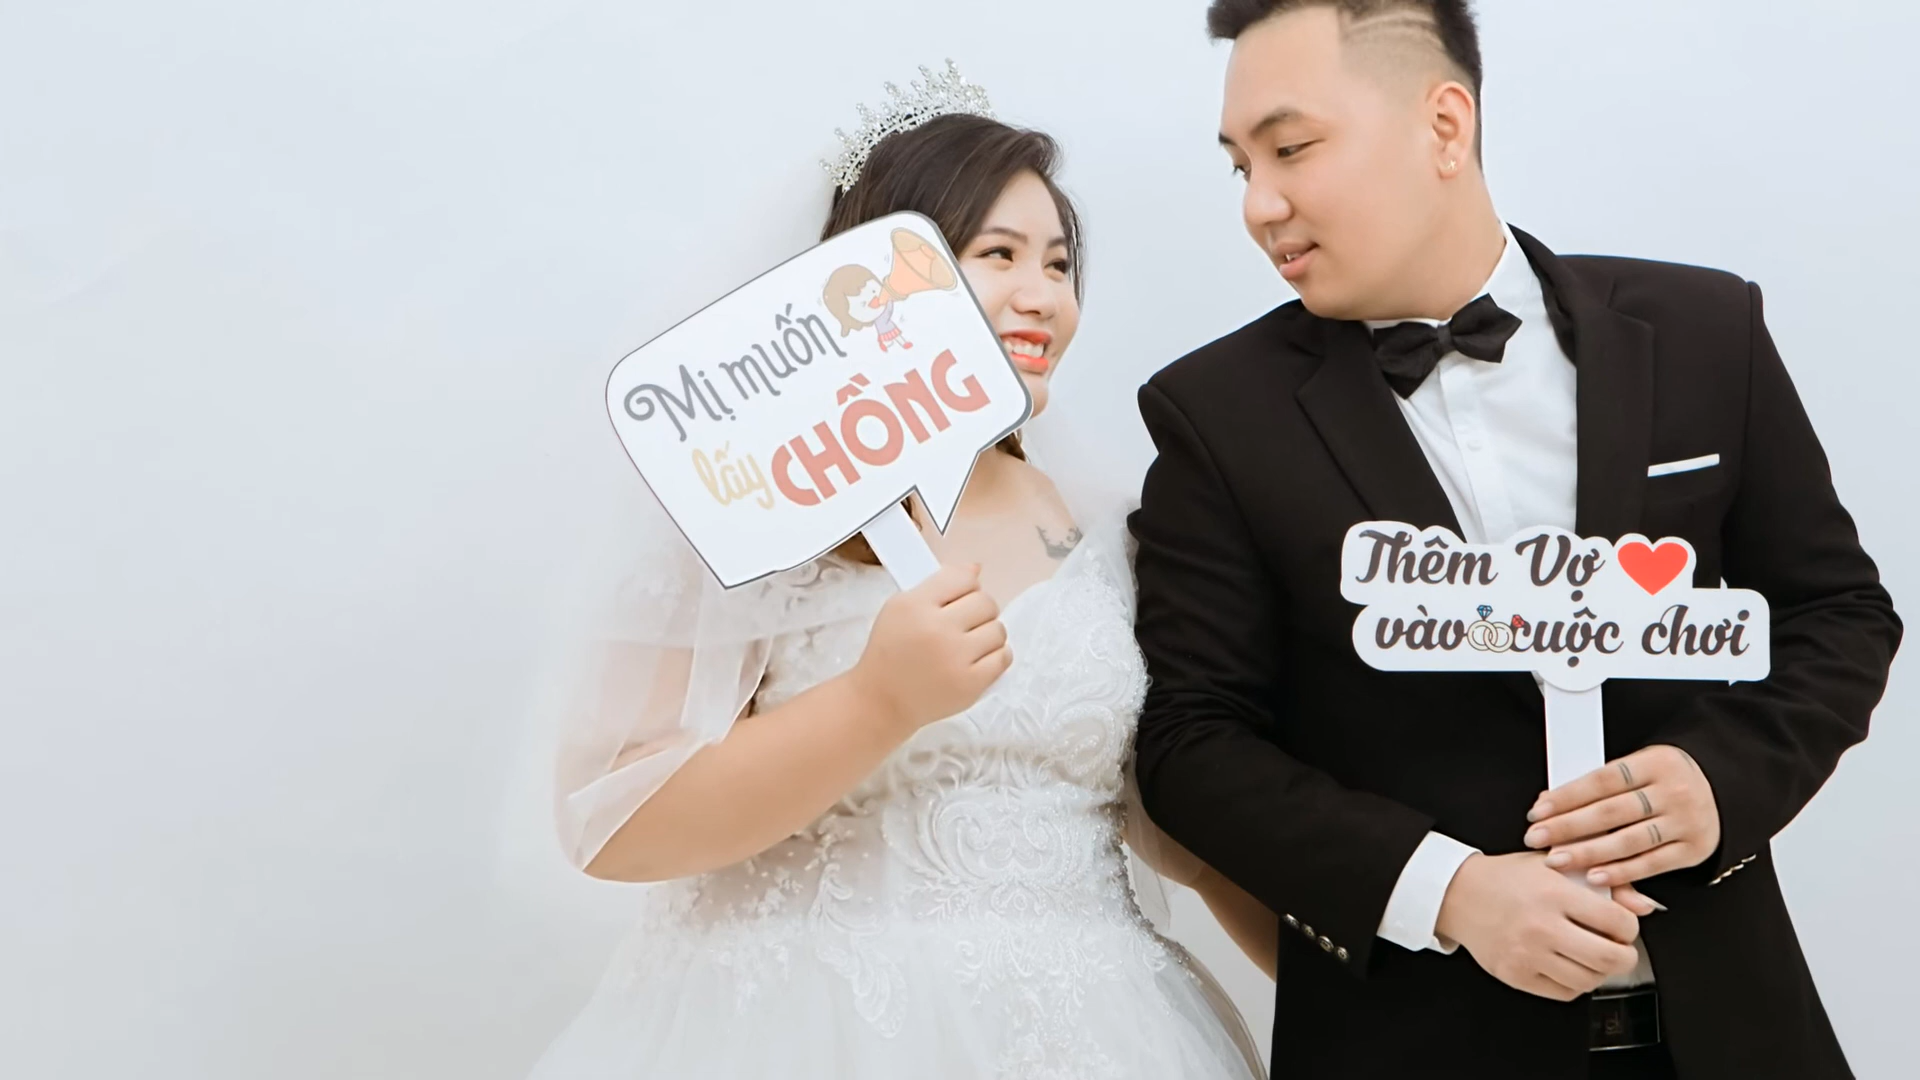 Mị muốn
lấy CHỒNG
Thêm Vợ
vào cuộc chơi